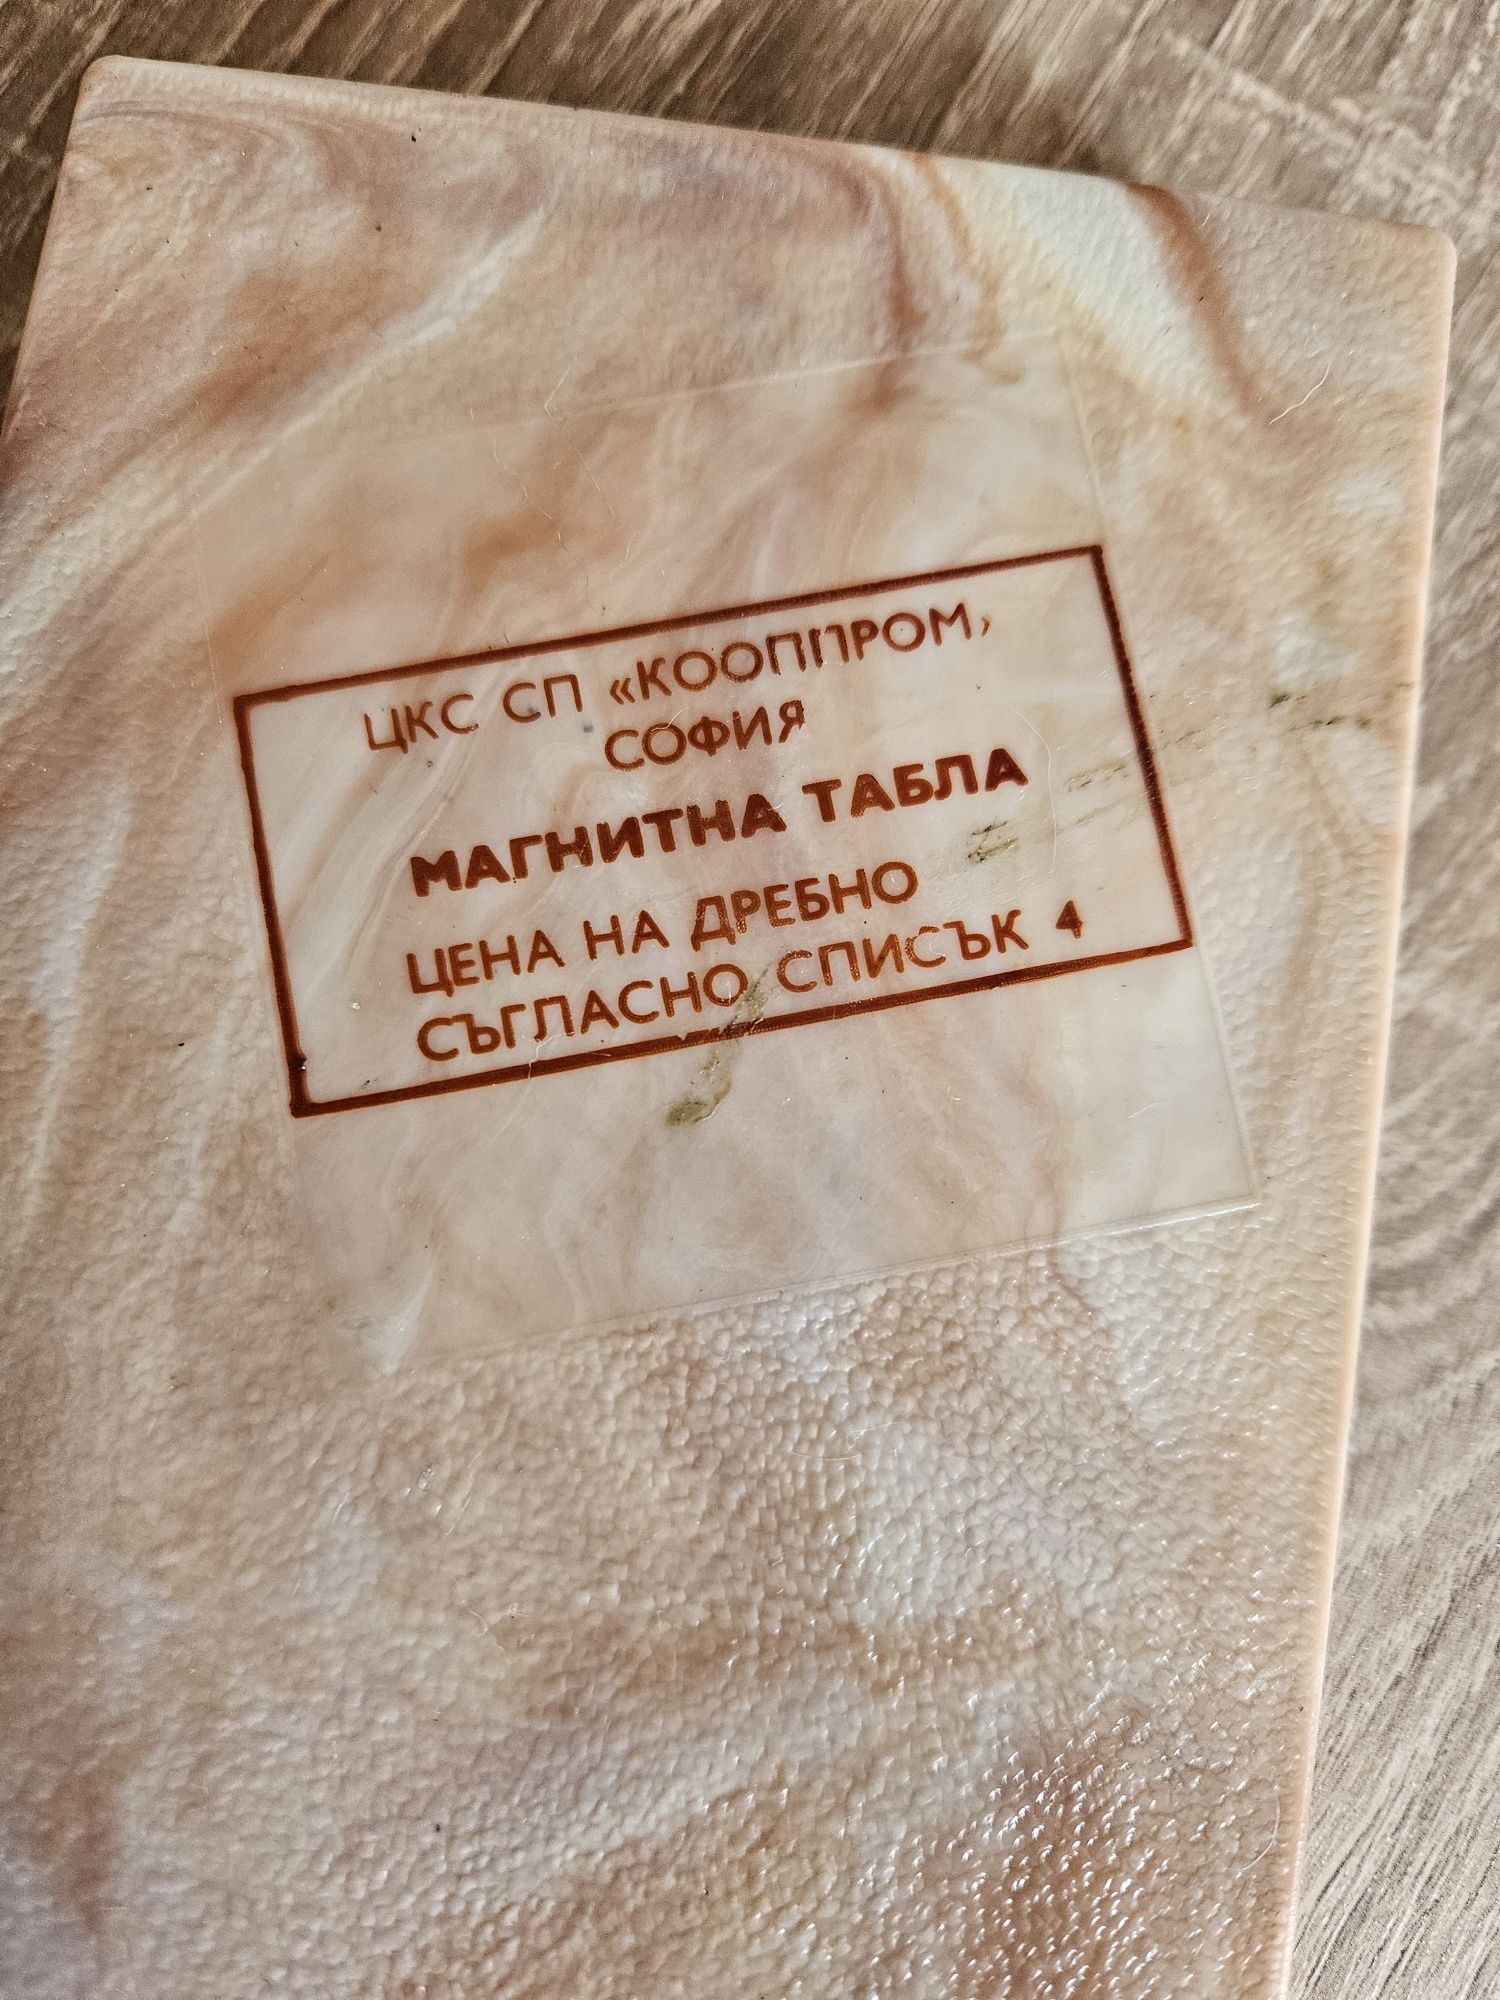 ЦКС СП «КООППРОМ,
СОФИЯ
МАГНИТНА ТАБЛА
ЦЕНА НА ДРЕБНО
СЪГЛАСНО СПИСЪК 4